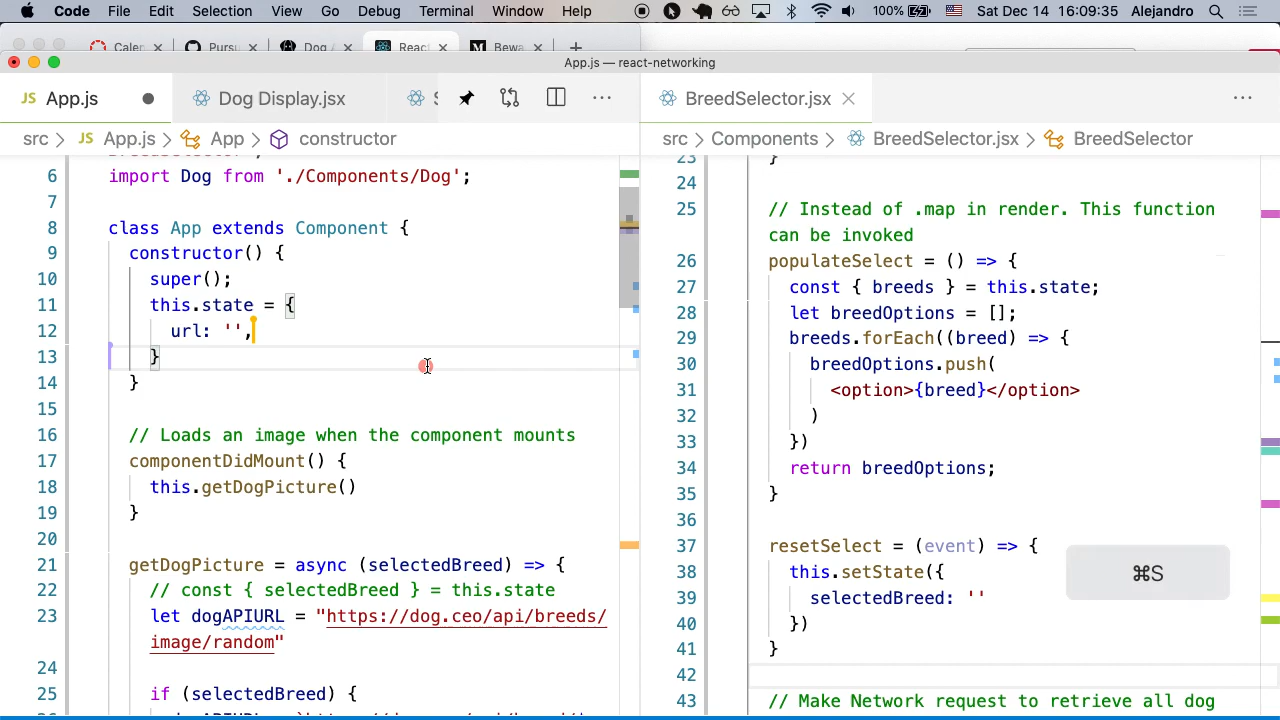 Code File Edit Selection View Go Debug Terminal Window Help 100% Sat Dec 14 16:09:35 Alejandro
Calen Pursu Dog A React Bewa
App.js — react-networking
JS App.js Dog Display.jsx
BreedSelector.jsx
src > JS App.js > App > constructor
src > Components > BreedSelector.jsx > BreedSelector
6 import Dog from './Components/Dog';
7
8 class App extends Component {
9 constructor() {
10 super();
11 this.state = {
12 url: '',
13 }
14 }
15
16 // Loads an image when the component mounts
17 componentDidMount() {
18 this.getDogPicture()
19 }
20
21 getDogPicture = async (selectedBreed) => {
22 // const { selectedBreed } = this.state
23 let dogAPIURL = "https://dog.ceo/api/breeds/
image/random"
24
25 if (selectedBreed) {
23 }
24
25 // Instead of .map in render. This function
can be invoked
26 populateSelect = () => {
27 const { breeds } = this.state;
28 let breedOptions = [];
29 breeds.forEach((breed) => {
30 breedOptions.push(
31 <option>{breed}</option>
32 )
33 })
34 return breedOptions;
35 }
36
37 resetSelect = (event) => {
38 this.setState({
39 selectedBreed: ''
40 })
41 }
42
43 // Make Network request to retrieve all dog
⌘S